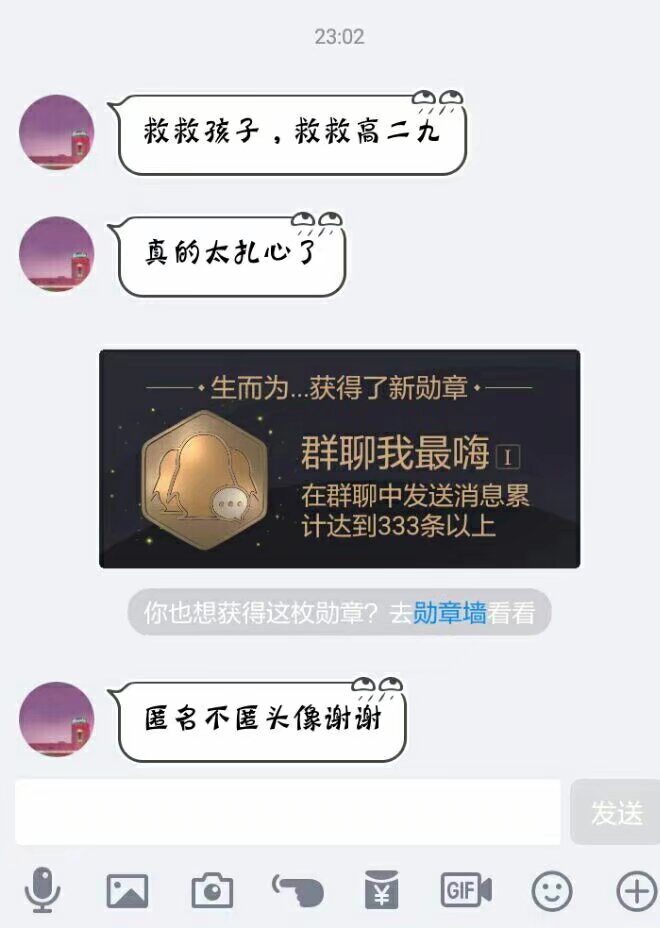 23:02
救救孩子，救救高二九
真的太扎心了
生而为...获得了新勋章
群聊我最嗨 I
在群聊中发送消息累
计达到333条以上
你也想获得这枚勋章？去勋章墙看看
匿名不匿头像谢谢
发送
¥
GIF